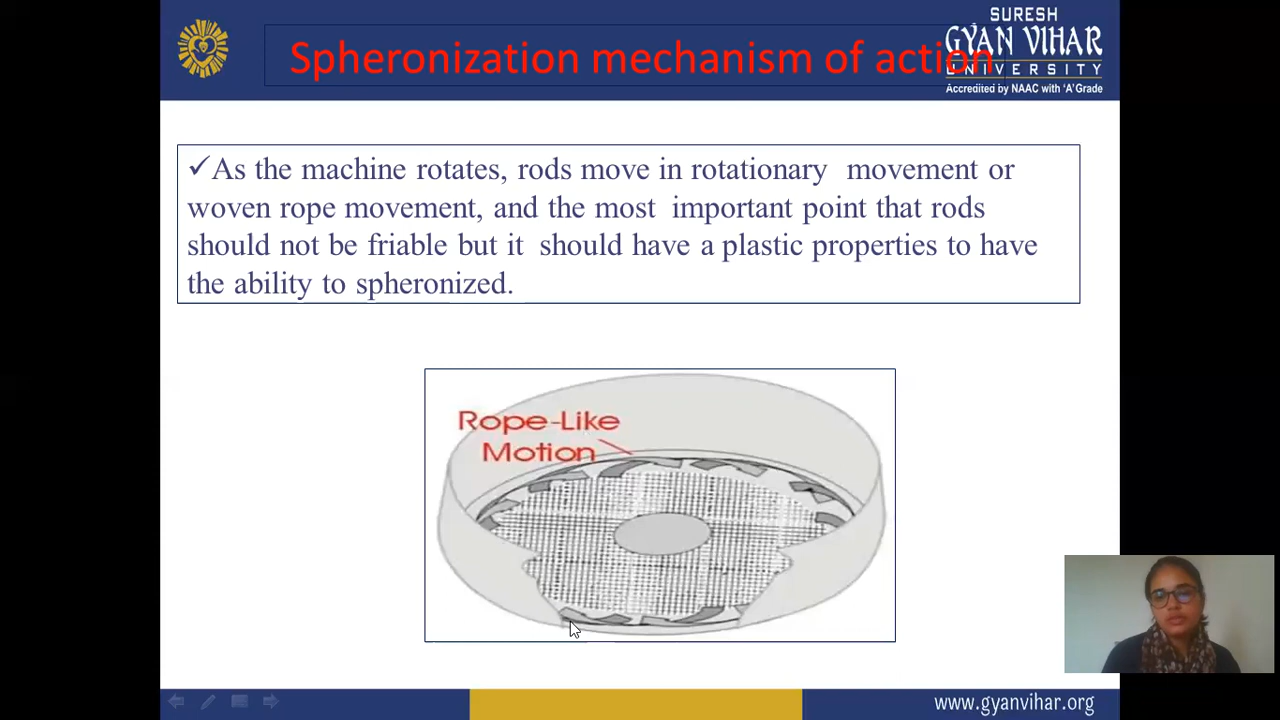 SURESH
GYAN VIHAR
UNIVERSITY
Accredited by NAAC with 'A' Grade
Spheronization mechanism of action
✓As the machine rotates, rods move in rotationary movement or
woven rope movement, and the most important point that rods
should not be friable but it should have a plastic properties to have
the ability to spheronized.
Rope-Like
Motion
www.gyanvihar.org